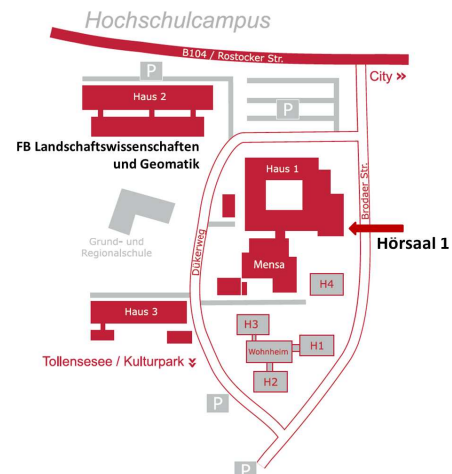 Hochschulcampus
B104 / Rostocker Str.
P
City »
Haus 2
P
FB Landschaftswissenschaften
und Geomatik
Haus 1
Brodaer Str.
Hörsaal 1
Grund- und
Regionalschule
Dükerweg
Mensa
H4
Haus 3
H3
H1
Wohnheim
Tollensesee / Kulturpark »
H2
P
P